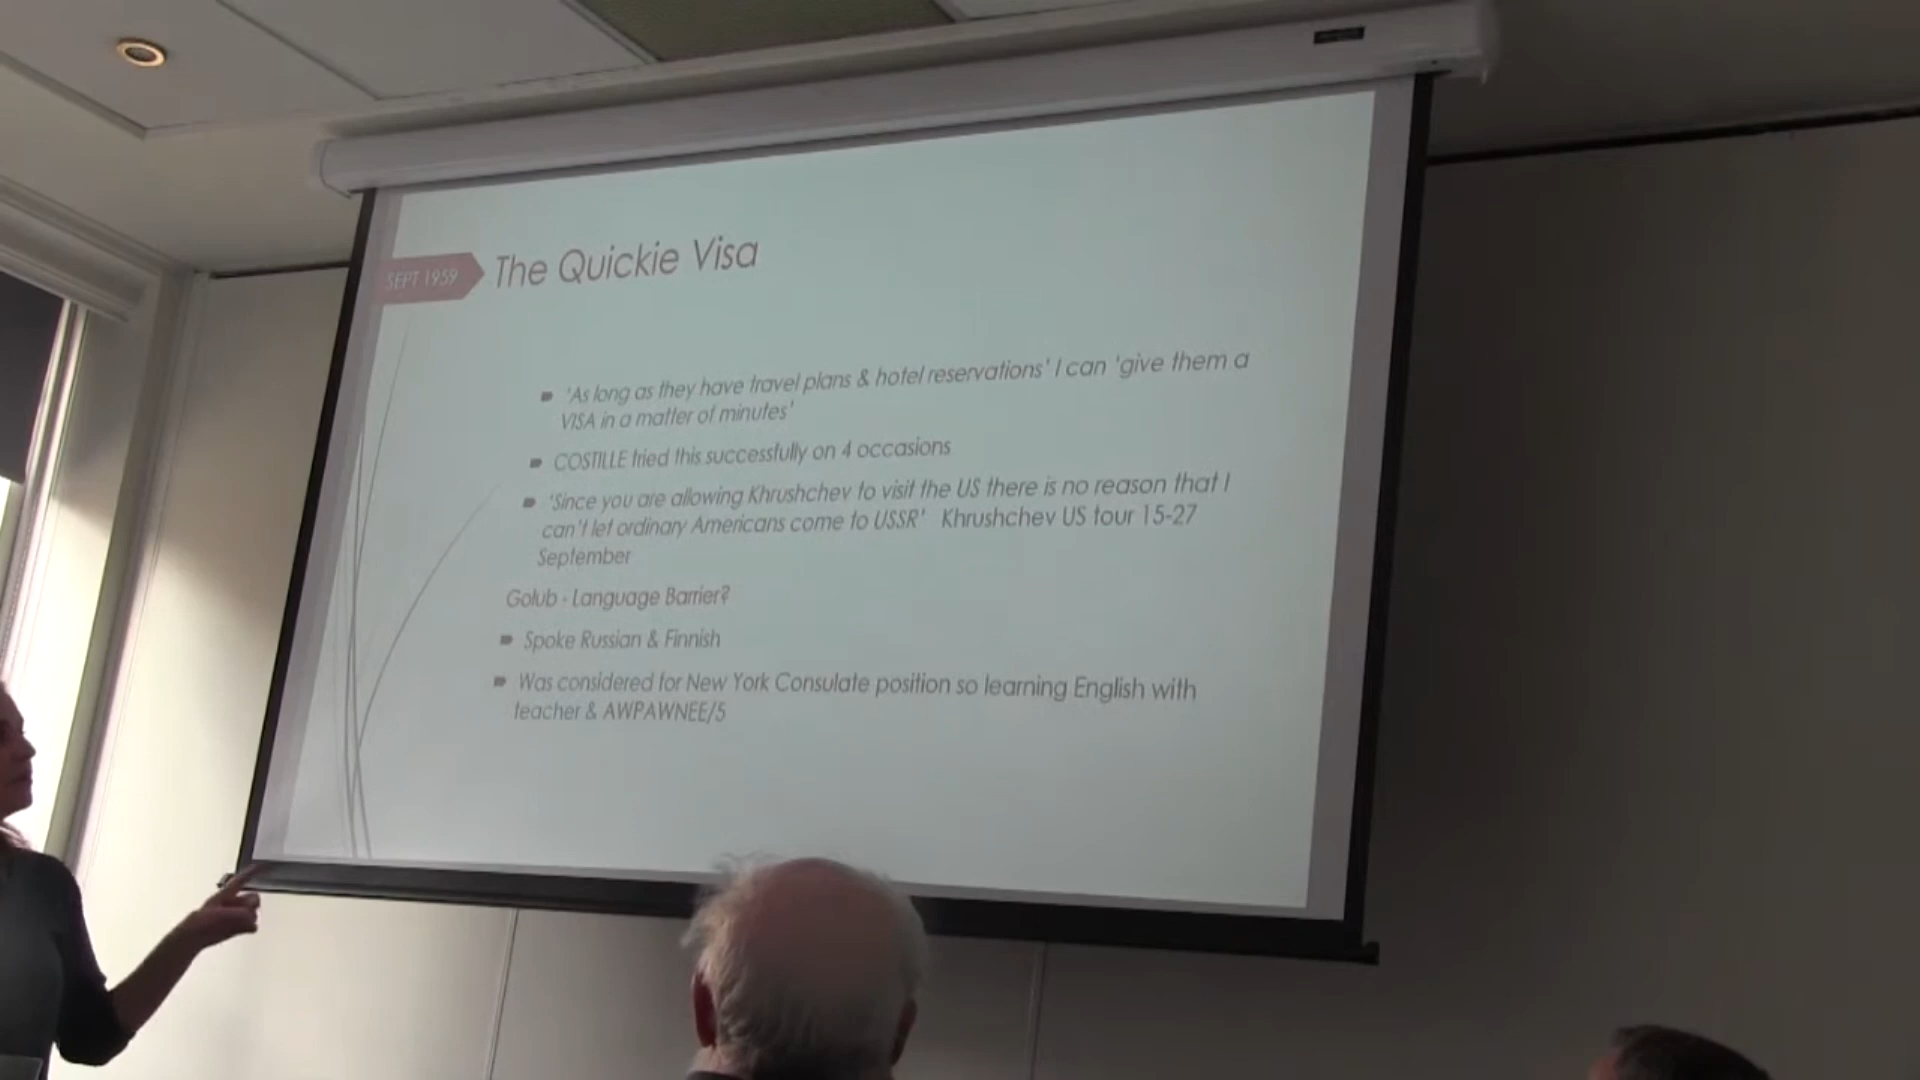 SEPT 1959
The Quickie Visa
'As long as they have travel plans & hotel reservations' I can 'give them a
VISA in a matter of minutes'
COSTILLE tried this successfully on 4 occasions
'Since you are allowing Khrushchev to visit the US there is no reason that I
can't let ordinary Americans come to USSR' Khrushchev US tour 15-27
September
Golub - Language Barrier?
Spoke Russian & Finnish
Was considered for New York Consulate position so learning English with
teacher & AWPAWNEE/5